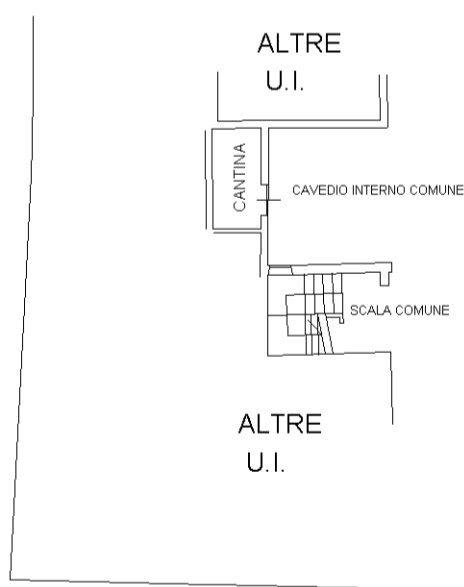 ALTRE
U.I.
CANTINA
CAVEDIO INTERNO COMUNE
SCALA COMUNE
ALTRE
U.I.